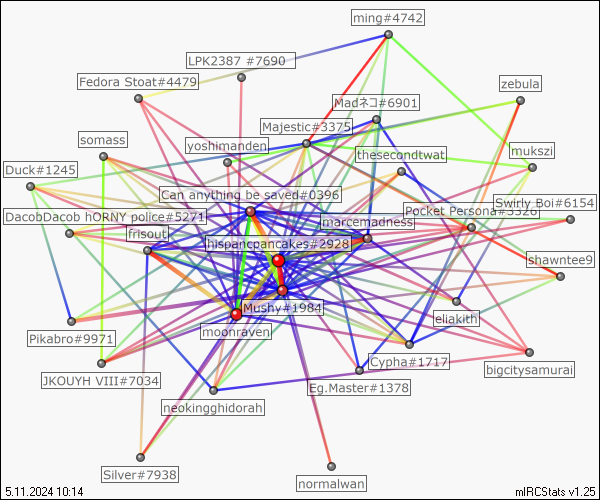 ming#4742
LPK2387 #7690
Fedora Stoat#4479
zebula
Madネコ#6901
Majestic#3375
somass
yoshimanden
thesecondtwat
mukszi
Duck#1245
Can anything be saved#0396
Swirly Boi#6154
DacobDacob hORNY police#5271
marcemadness
Pocket Persona#3326
frisout
hispancpancakes#2928
shawntee9
Mushy#1984
eliakith
moonraven
Pikabro#9971
Cypha#1717
bigcitysamurai
JKOUYH VIII#7034
Eg.Master#1378
neokingghidorah
Silver#7938
normalwan
5.11.2024 10:14
mIRCStats v1.25